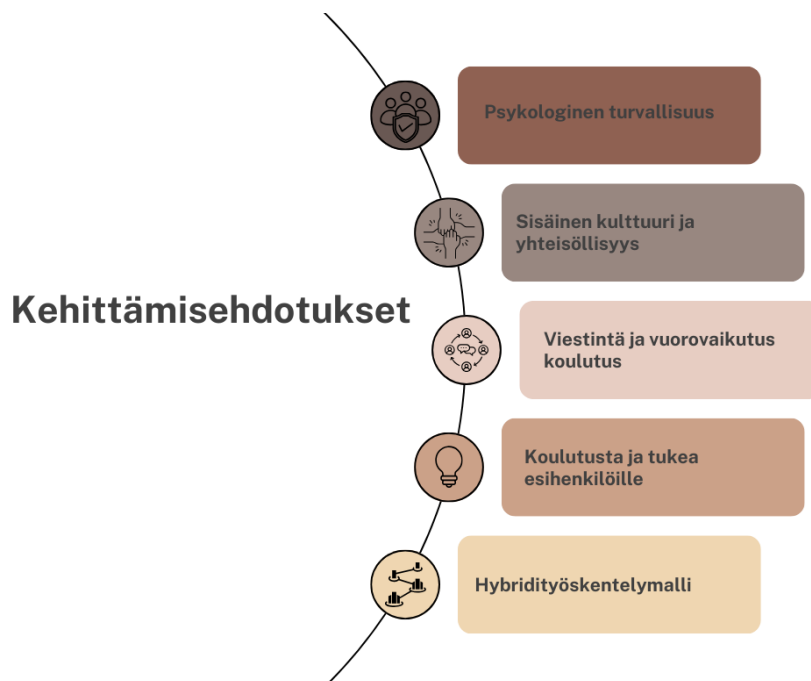 Psykologinen turvallisuus
Sisäinen kulttuuri ja
yhteisöllisyys
Kehittämisehdotukset
Viestintä ja vuorovaikutus
koulutus
Koulutusta ja tukea
esihenkilöille
Hybridityöskentelymalli